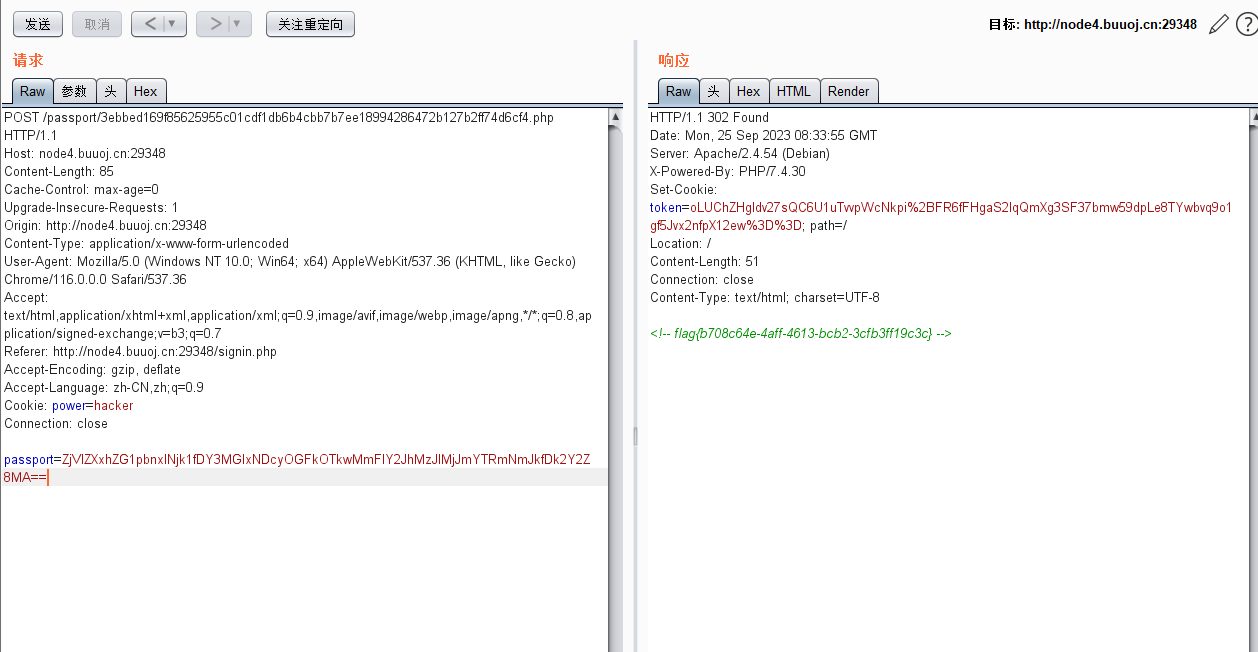 发送 取消 < ▼ > ▼ 关注重定向 目标: http://node4.buuoj.cn:29348 ?
请求
Raw 参数 头 Hex
POST /passport/3ebbed169f85625955c01cdf1db6b4cbb7b7ee18994286472b127b2ff74d6cf4.php
HTTP/1.1
Host: node4.buuoj.cn:29348
Content-Length: 85
Cache-Control: max-age=0
Upgrade-Insecure-Requests: 1
Origin: http://node4.buuoj.cn:29348
Content-Type: application/x-www-form-urlencoded
User-Agent: Mozilla/5.0 (Windows NT 10.0; Win64; x64) AppleWebKit/537.36 (KHTML, like Gecko)
Chrome/116.0.0.0 Safari/537.36
Accept:
text/html,application/xhtml+xml,application/xml;q=0.9,image/avif,image/webp,image/apng,*/*;q=0.8,ap
plication/signed-exchange;v=b3;q=0.7
Referer: http://node4.buuoj.cn:29348/signin.php
Accept-Encoding: gzip, deflate
Accept-Language: zh-CN,zh;q=0.9
Cookie: power=hacker
Connection: close
passport=ZjVlZXxhZG1pbnxlNjk1fDY3MGIxNDcyOGFkOTkwMmFlY2JhMzJlMjJmYTRmNmJkfDk2Y2Z
8MA==
响应
Raw 头 Hex HTML Render
HTTP/1.1 302 Found
Date: Mon, 25 Sep 2023 08:33:55 GMT
Server: Apache/2.4.54 (Debian)
X-Powered-By: PHP/7.4.30
Set-Cookie:
token=oLUChZHgIdv27sQC6U1uTwpWcNkpi%2BFR6fFHgaS2IqQmXg3SF37bmw59dpLe8TYwbvq9o1
gf5Jvx2nfpX12ew%3D%3D; path=/
Location: /
Content-Length: 51
Connection: close
Content-Type: text/html; charset=UTF-8
<!-- flag{b708c64e-4aff-4613-bcb2-3cfb3ff19c3c} -->